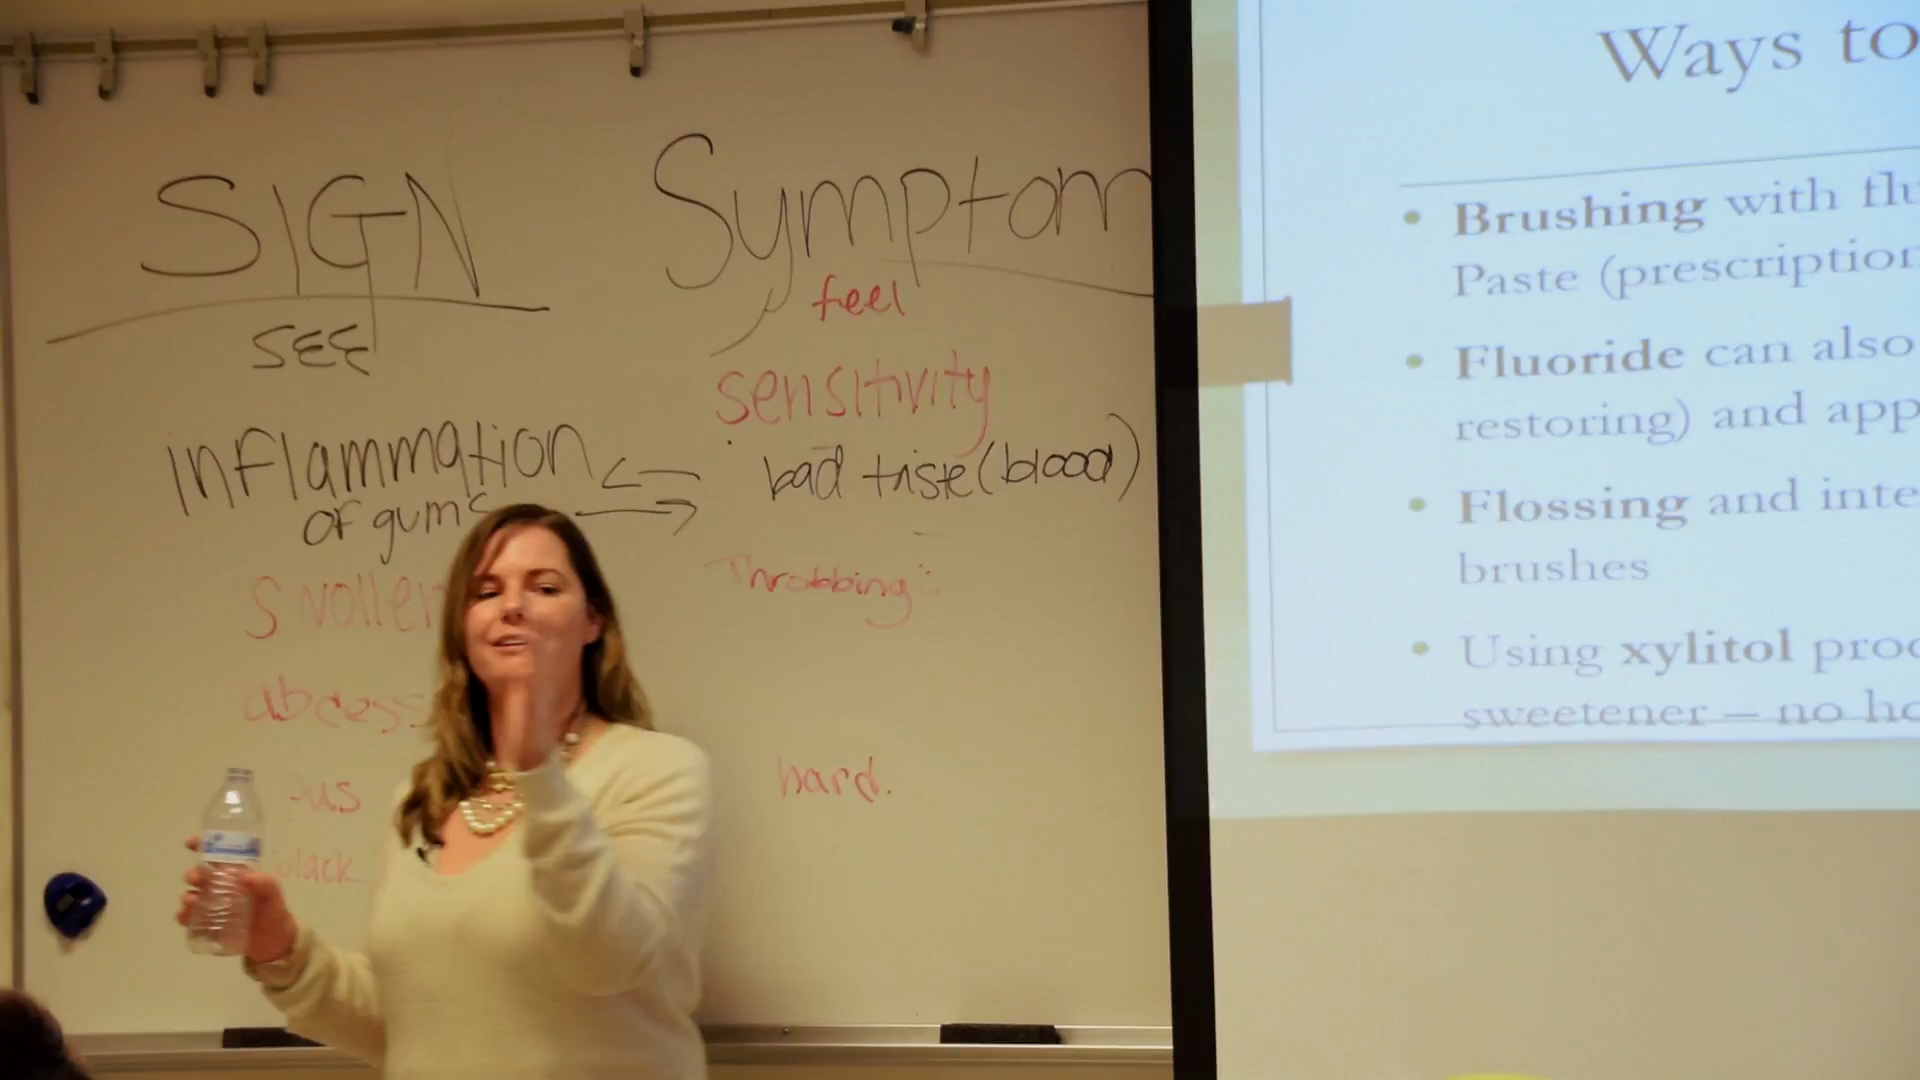 SIGN
SEE
inFlammation
oF gums
Swollen
abcess
black
Symptom
feel
sensitivity
bad taste (blood)
Throbbing
hard.
Ways to
• Brushing with flu
Paste (prescription
• Fluoride can also
restoring) and app
• Flossing and inte
brushes
• Using xylitol proc
sweetener – no ho